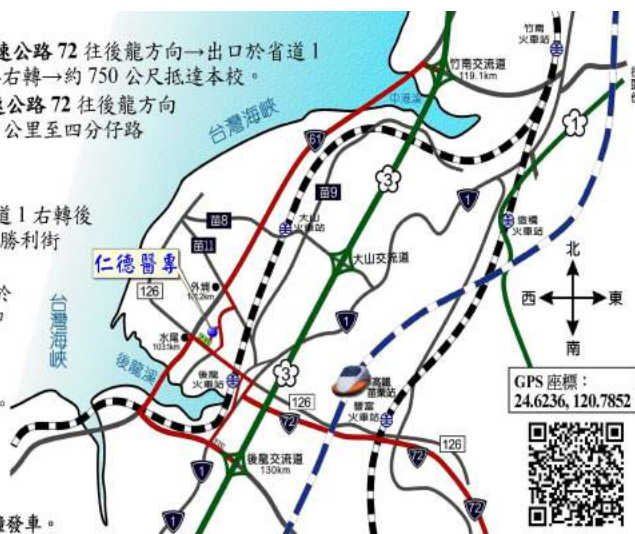 速公路 72 往後龍方向→出口於省道 1
右轉→約 750 公尺抵達本校。
速公路 72 往後龍方向
公里至四分仔路
道 1 右轉後
勝利街
於
。
發車。
竹南
火車站
竹南交流道
119.1km
中港溪
台灣海峽
61
1
3
苗9
1
苗8
大山
火車站
苗11
造橋
火車站
仁德醫專
大山交流道
外埔
112km
126
北
西
東
南
1
台灣海峽
水尾
103.1km
後龍溪
後龍
火車站
3
高鐵
苗栗站
豐富
火車站
GPS 座標：
24.6236, 120.7852
126
72
126
72
後龍交流道
130km
1
72
1